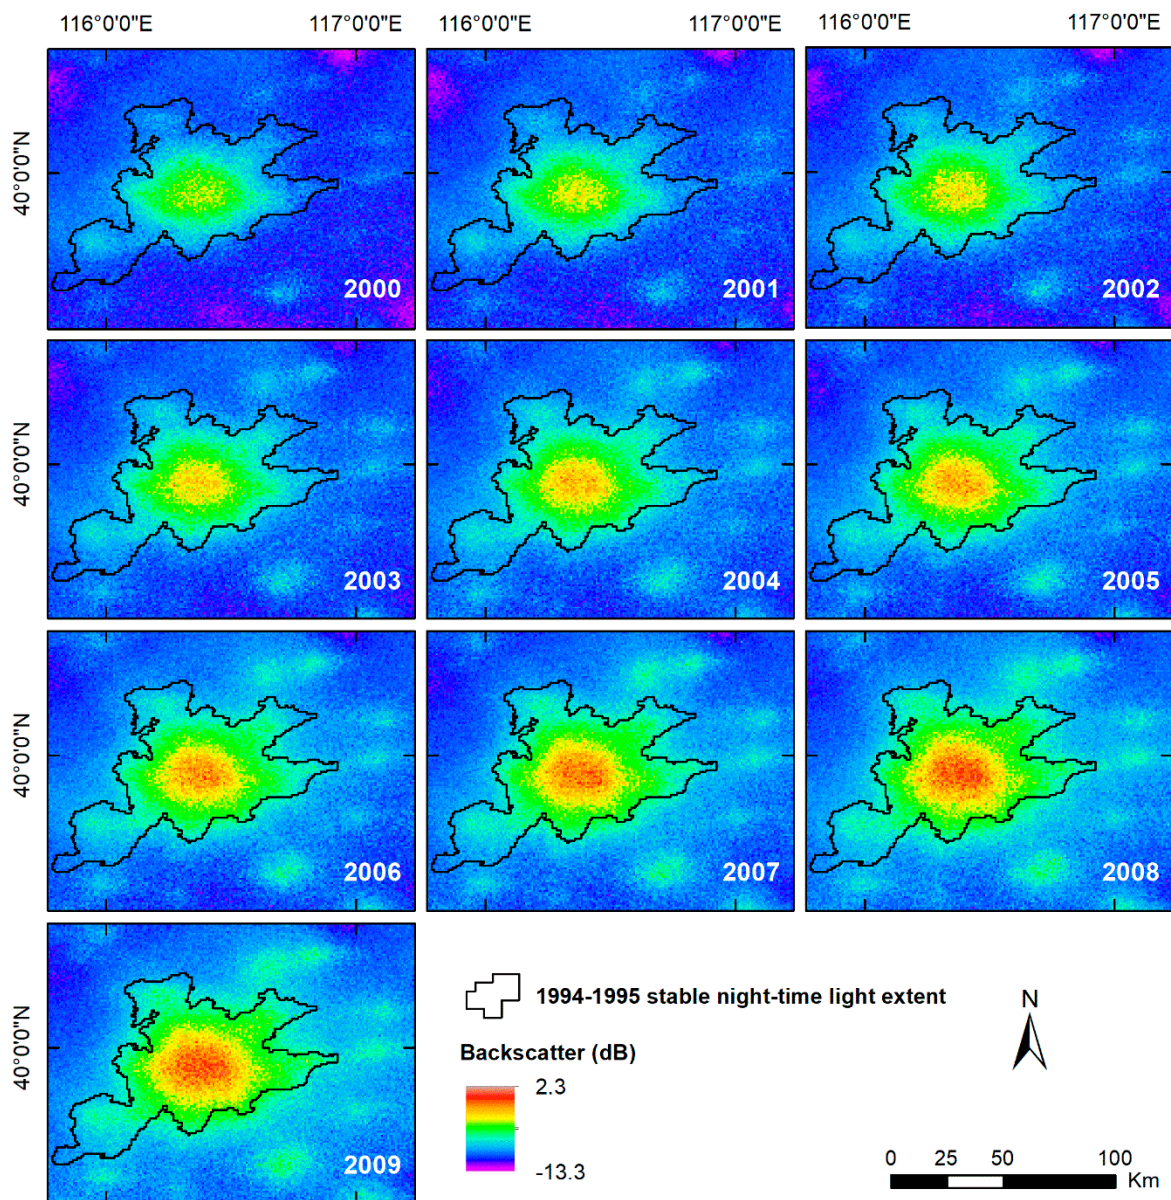 116°0'0"E 117°0'0"E 116°0'0"E 117°0'0"E 116°0'0"E 117°0'0"E
40°0'0"N
2000 2001 2002
40°0'0"N
2003 2004 2005
40°0'0"N
2006 2007 2008
40°0'0"N
2009
1994-1995 stable night-time light extent
N
Backscatter (dB)
2.3
-13.3
0 25 50 100
Km